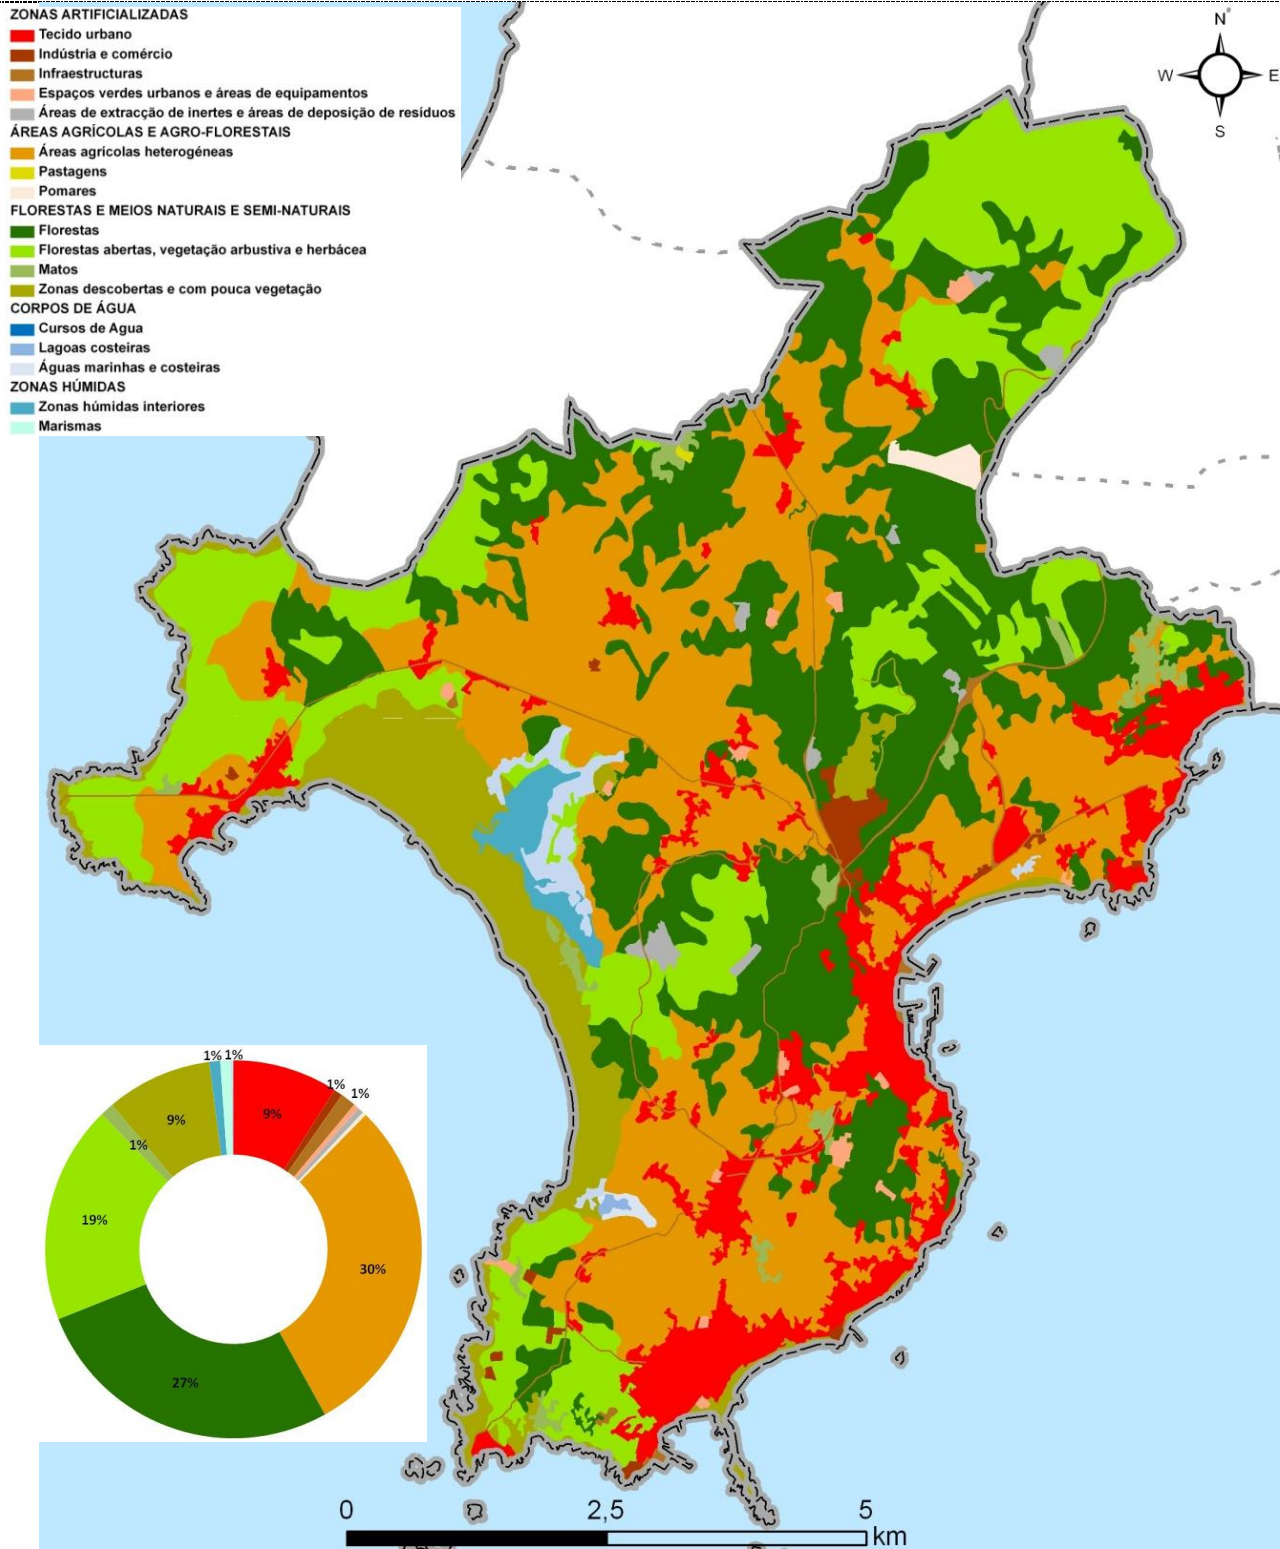 ZONAS ARTIFICIALIZADAS
Tecido urbano
Indústria e comércio
Infraestructuras
Espaços verdes urbanos e áreas de equipamentos
Áreas de extracção de inertes e áreas de deposição de resíduos
ÁREAS AGRÍCOLAS E AGRO-FLORESTAIS
Áreas agrícolas heterogéneas
Pastagens
Pomares
FLORESTAS E MEIOS NATURAIS E SEMI-NATURAIS
Florestas
Florestas abertas, vegetação arbustiva e herbácea
Matos
Zonas descobertas e com pouca vegetação
CORPOS DE ÁGUA
Cursos de Agua
Lagoas costeiras
Águas marinhas e costeiras
ZONAS HÚMIDAS
Zonas húmidas interiores
Marismas
N
W E
S
1% 1%
9%
1%
1%
30%
27%
19%
1%
9%
0 2,5 5
km